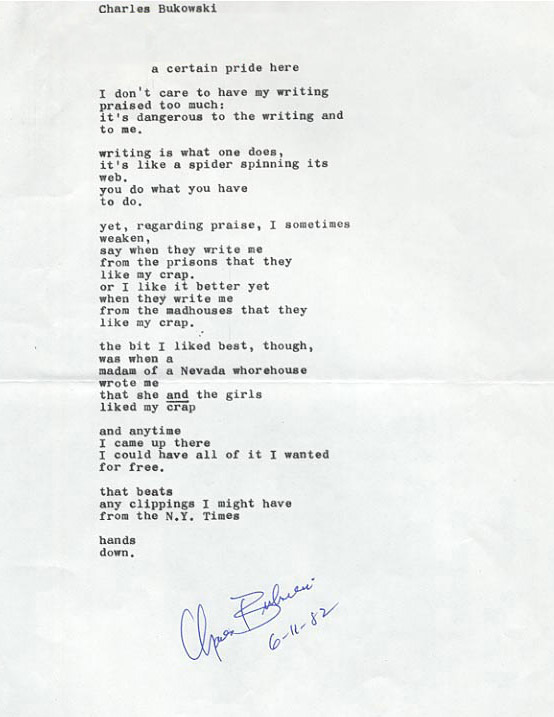 Charles Bukowski
a certain pride here
I don't care to have my writing
praised too much:
it's dangerous to the writing and
to me.
writing is what one does,
it's like a spider spinning its
web.
you do what you have
to do.
yet, regarding praise, I sometimes
weaken,
say when they write me
from the prisons that they
like my crap.
or I like it better yet
when they write me
from the madhouses that they
like my crap.
the bit I liked best, though,
was when a
madam of a Nevada whorehouse
wrote me
that she and the girls
liked my crap
and anytime
I came up there
I could have all of it I wanted
for free.
that beats
any clippings I might have
from the N.Y. Times
hands
down.
Charles Bukowski
6-11-82